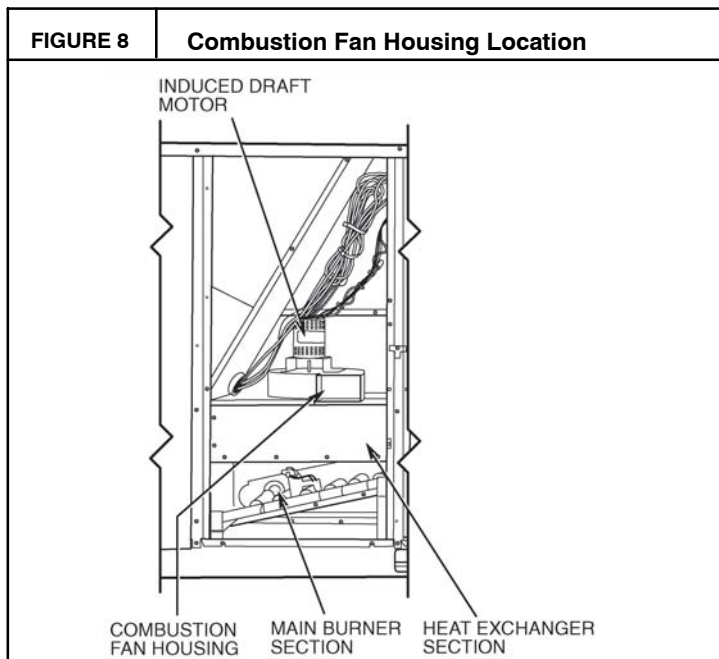 FIGURE 8
Combustion Fan Housing Location
INDUCED DRAFT
MOTOR
COMBUSTION
FAN HOUSING
MAIN BURNER
SECTION
HEAT EXCHANGER
SECTION